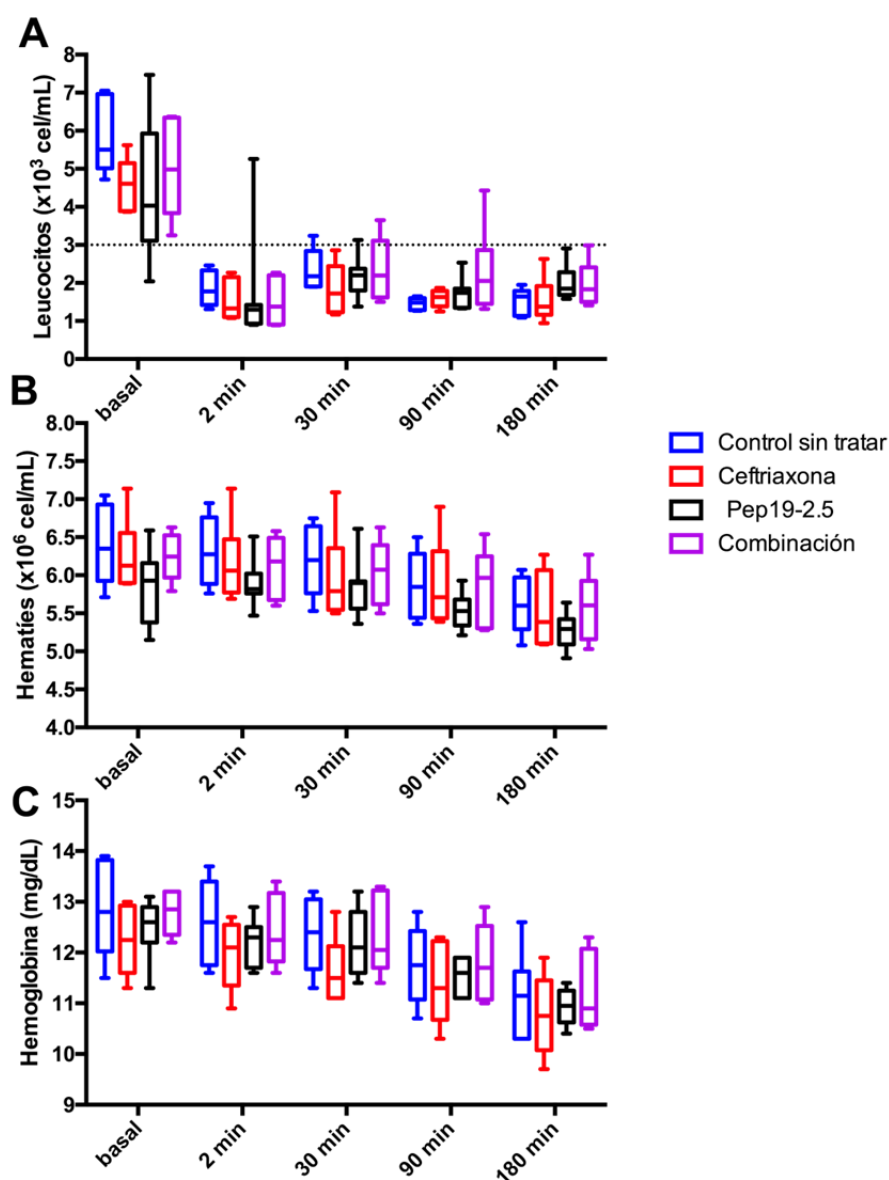 A
Leucocitos (x10³ cel/mL)
8
7
6
5
4
3
2
1
0
basal
2 min
30 min
90 min
180 min
B
Hematíes (x10⁶ cel/mL)
8.0
7.5
7.0
6.5
6.0
5.5
5.0
4.5
4.0
basal
2 min
30 min
90 min
180 min
Control sin tratar
Ceftriaxona
Pep19-2.5
Combinación
C
Hemoglobina (mg/dL)
15
14
13
12
11
10
9
basal
2 min
30 min
90 min
180 min